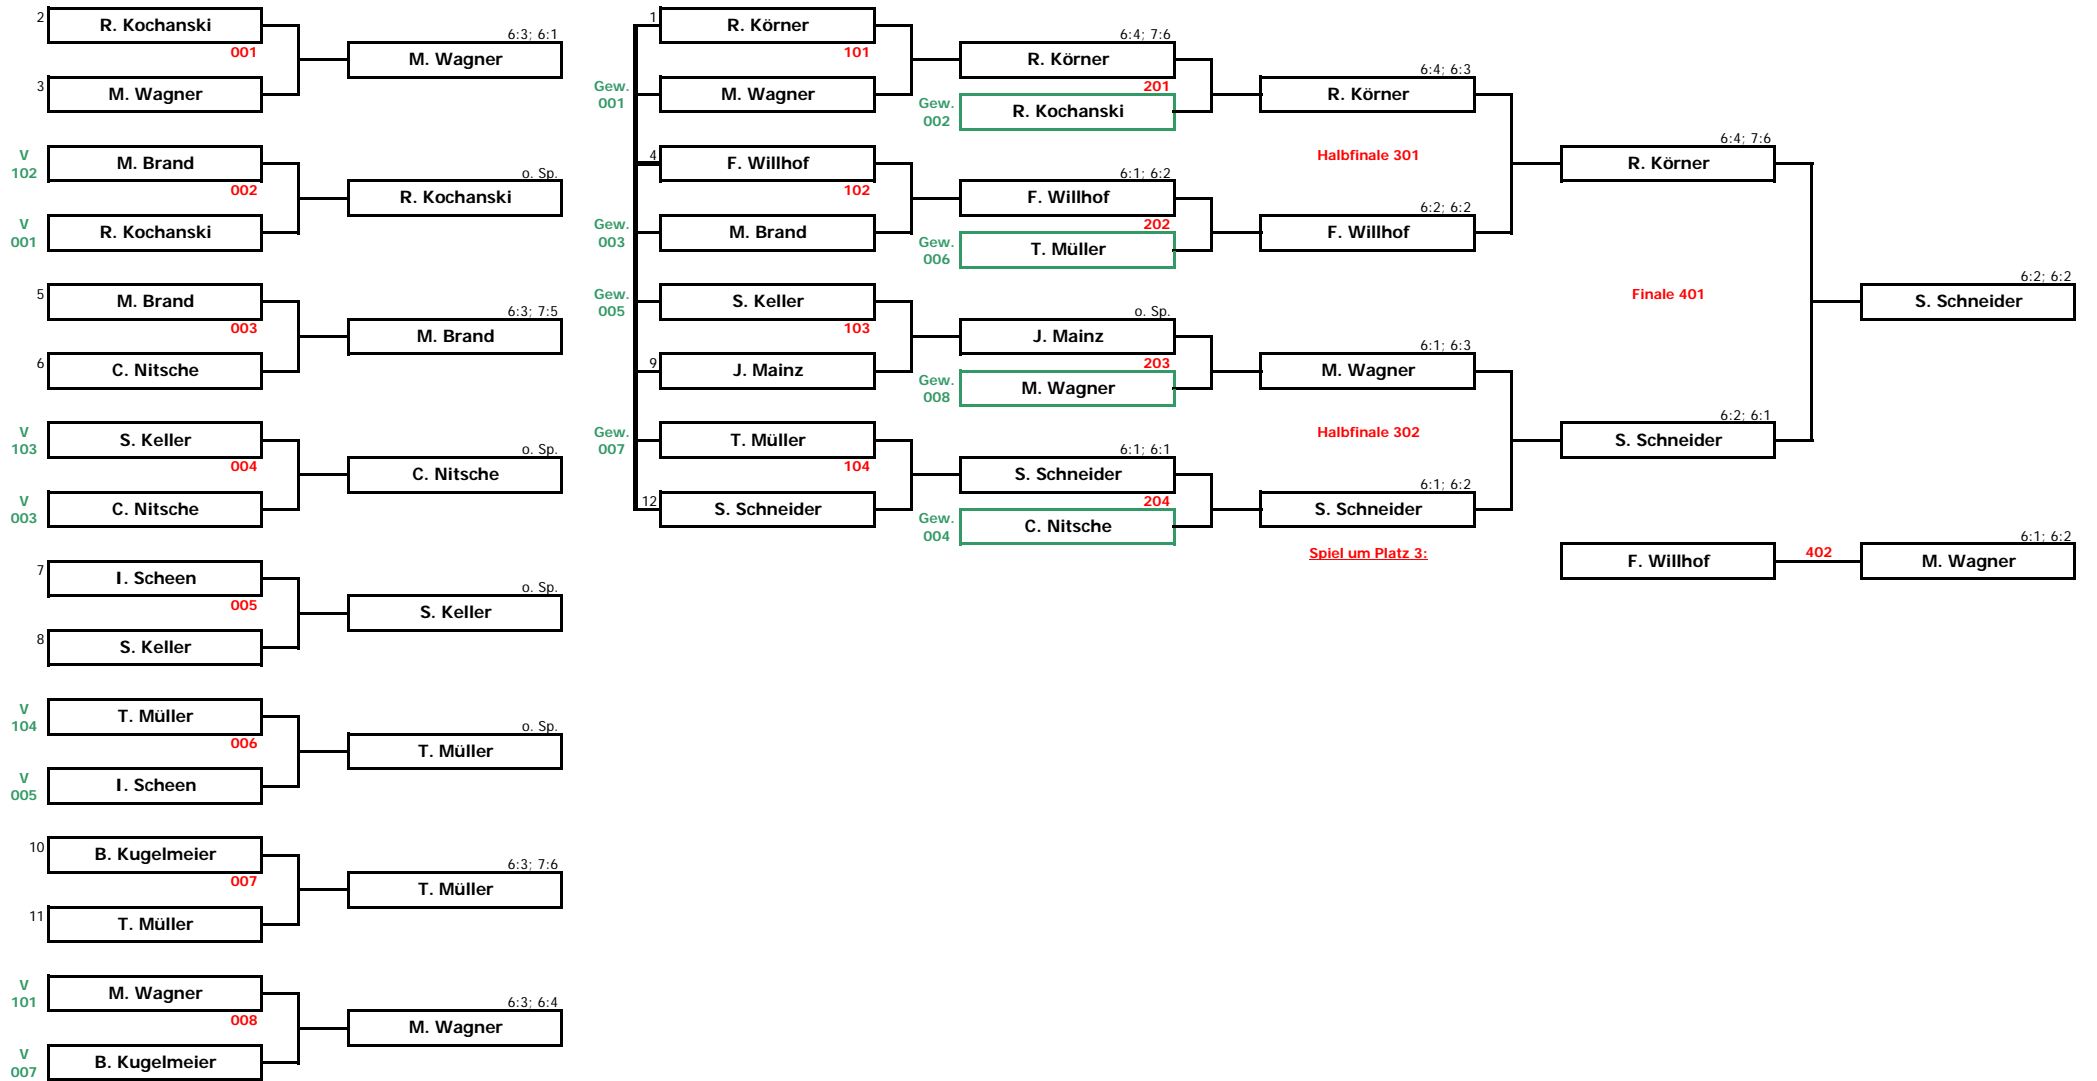 2
R. Kochanski
001
6:3; 6:1
M. Wagner
3
M. Wagner
V
102
M. Brand
002
o. Sp.
R. Kochanski
V
001
R. Kochanski
5
M. Brand
003
6:3; 7:5
M. Brand
6
C. Nitsche
V
103
S. Keller
004
o. Sp.
C. Nitsche
V
003
C. Nitsche
7
I. Scheen
005
o. Sp.
S. Keller
8
S. Keller
V
104
T. Müller
006
o. Sp.
T. Müller
V
005
I. Scheen
10
B. Kugelmeier
007
6:3; 7:6
T. Müller
11
T. Müller
V
101
M. Wagner
008
6:3; 6:4
M. Wagner
V
007
B. Kugelmeier
1
R. Körner
101
Gew.
001
M. Wagner
4
F. Willhof
102
Gew.
003
M. Brand
Gew.
005
S. Keller
103
9
J. Mainz
Gew.
007
T. Müller
104
12
S. Schneider
6:4; 7:6
R. Körner
201
Gew.
002
R. Kochanski
6:1; 6:2
F. Willhof
202
Gew.
006
T. Müller
o. Sp.
J. Mainz
203
Gew.
008
M. Wagner
6:1; 6:1
S. Schneider
204
Gew.
004
C. Nitsche
6:4; 6:3
R. Körner
Halbfinale 301
6:2; 6:2
F. Willhof
6:1; 6:3
M. Wagner
Halbfinale 302
6:1; 6:2
S. Schneider
6:4; 7:6
R. Körner
Finale 401
6:2; 6:1
S. Schneider
6:2; 6:2
S. Schneider
Spiel um Platz 3:
F. Willhof
402
6:1; 6:2
M. Wagner